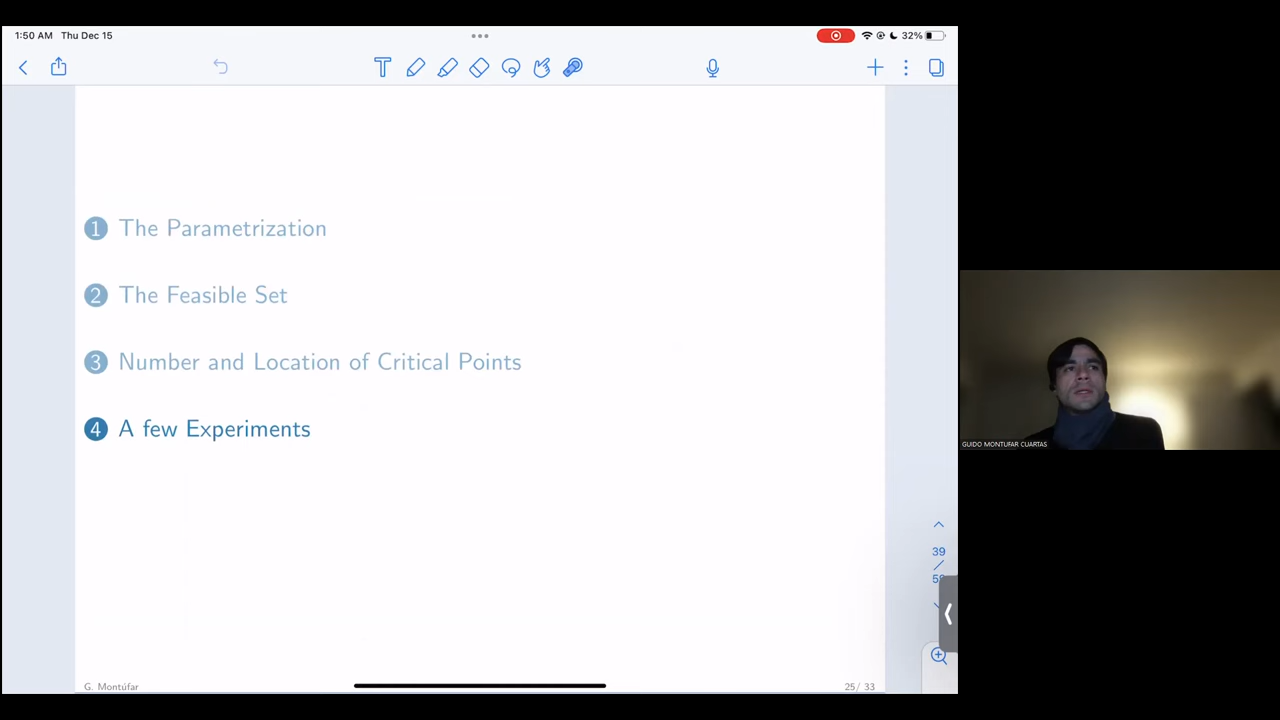 1:50 AM Thu Dec 15
32%
1 The Parametrization
2 The Feasible Set
3 Number and Location of Critical Points
4 A few Experiments
39
/
GUIDO MONTUFAR CUARTAS
G. Montúfar
25/ 33